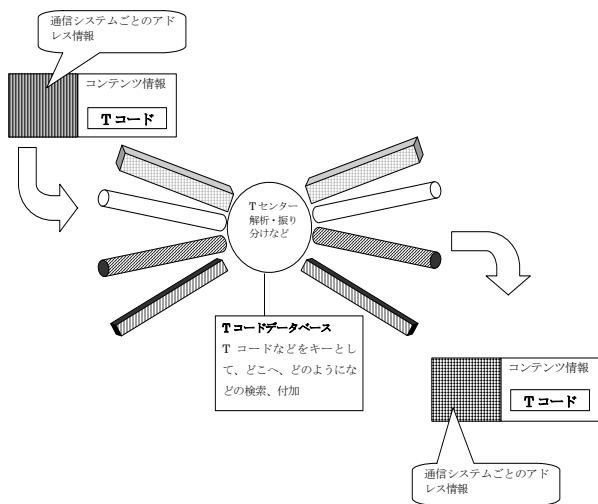 通信システムごとのアド
レス情報
コンテンツ情報
T コード
T センター
解析・振り
分けなど
T コードデータベース
T コードなどをキーとし
て、どこへ、どのようにな
どの検索、付加
コンテンツ情報
T コード
通信システムごとのアド
レス情報